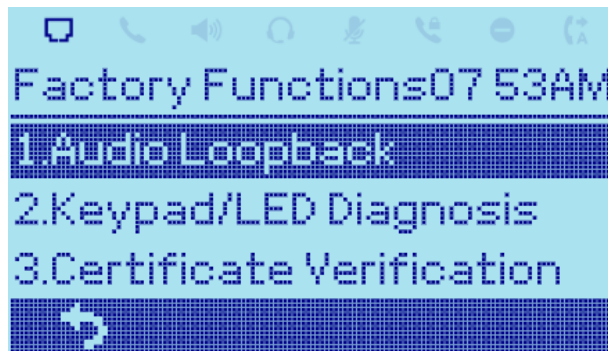 Factory Functions07 53AM
1.Audio Loopback
2.Keypad/LED Diagnosis
3.Certificate Verification